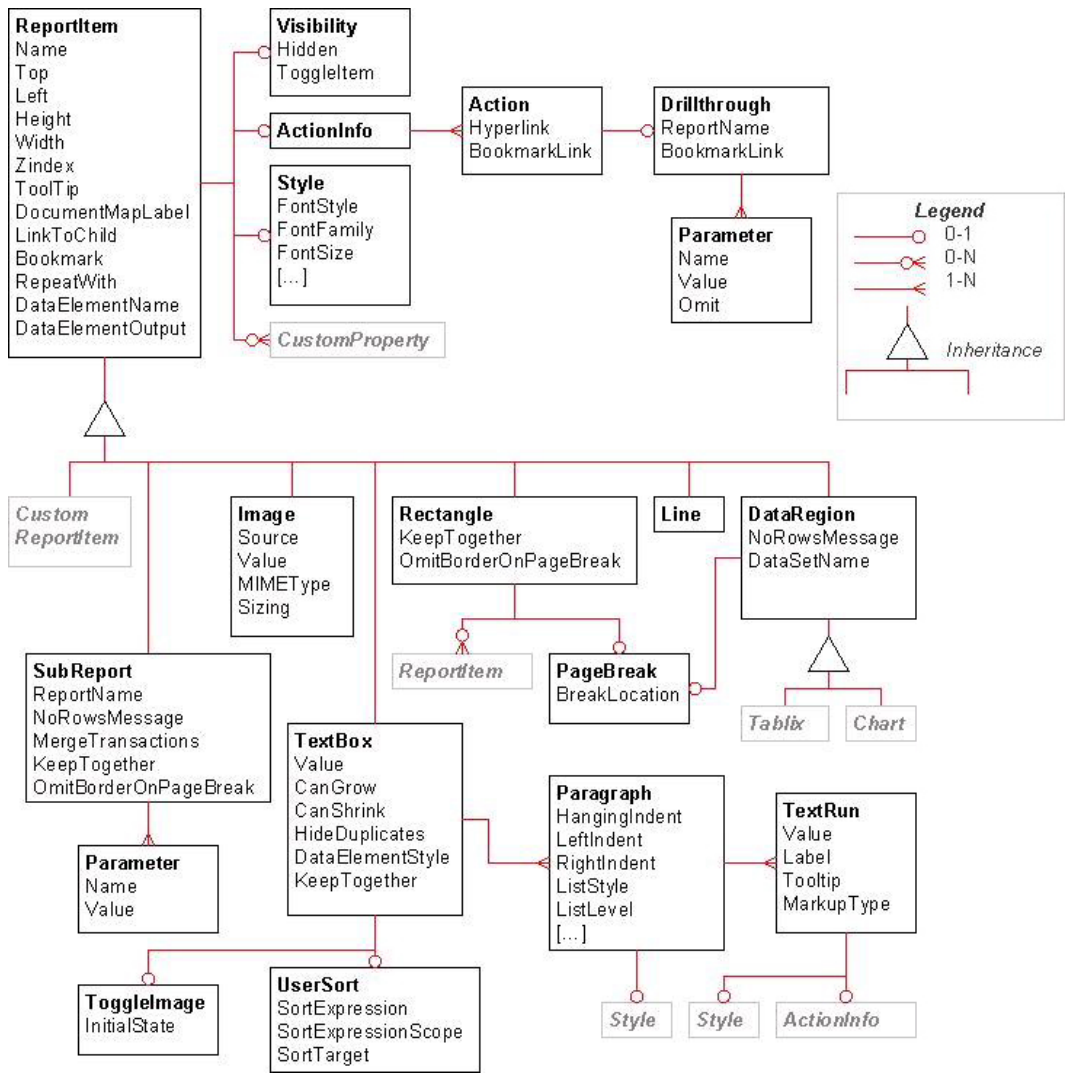 ReportItem
Name
Top
Left
Height
Width
Zindex
ToolTip
DocumentMapLabel
LinkToChild
Bookmark
RepeatWith
DataElementName
DataElementOutput
Visibility
Hidden
ToggleItem
ActionInfo
Style
FontStyle
FontFamily
FontSize
[...]
CustomProperty
Action
Hyperlink
BookmarkLink
Drillthrough
ReportName
BookmarkLink
Parameter
Name
Value
Omit
Legend
0-1
0-N
1-N
Inheritance
Custom
ReportItem
Image
Source
Value
MIMEType
Sizing
Rectangle
KeepTogether
OmitBorderOnPageBreak
Line
DataRegion
NoRowsMessage
DataSetName
ReportItem
PageBreak
BreakLocation
Tablix
Chart
SubReport
ReportName
NoRowsMessage
MergeTransactions
KeepTogether
OmitBorderOnPageBreak
Parameter
Name
Value
TextBox
Value
CanGrow
CanShrink
HideDuplicates
DataElementStyle
KeepTogether
Paragraph
HangingIndent
LeftIndent
RightIndent
ListStyle
ListLevel
[...]
TextRun
Value
Label
Tooltip
MarkupType
ToggleImage
InitialState
UserSort
SortExpression
SortExpressionScope
SortTarget
Style
Style
ActionInfo